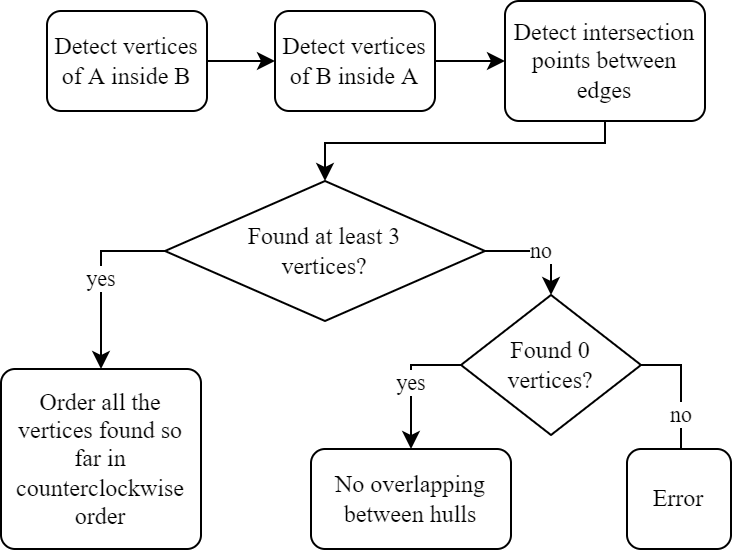 Detect vertices
of A inside B
Detect vertices
of B inside A
Detect intersection
points between
edges
Found at least 3
vertices?
yes
no
Found 0
vertices?
yes
no
Order all the
vertices found so
far in
counterclockwise
order
No overlapping
between hulls
Error